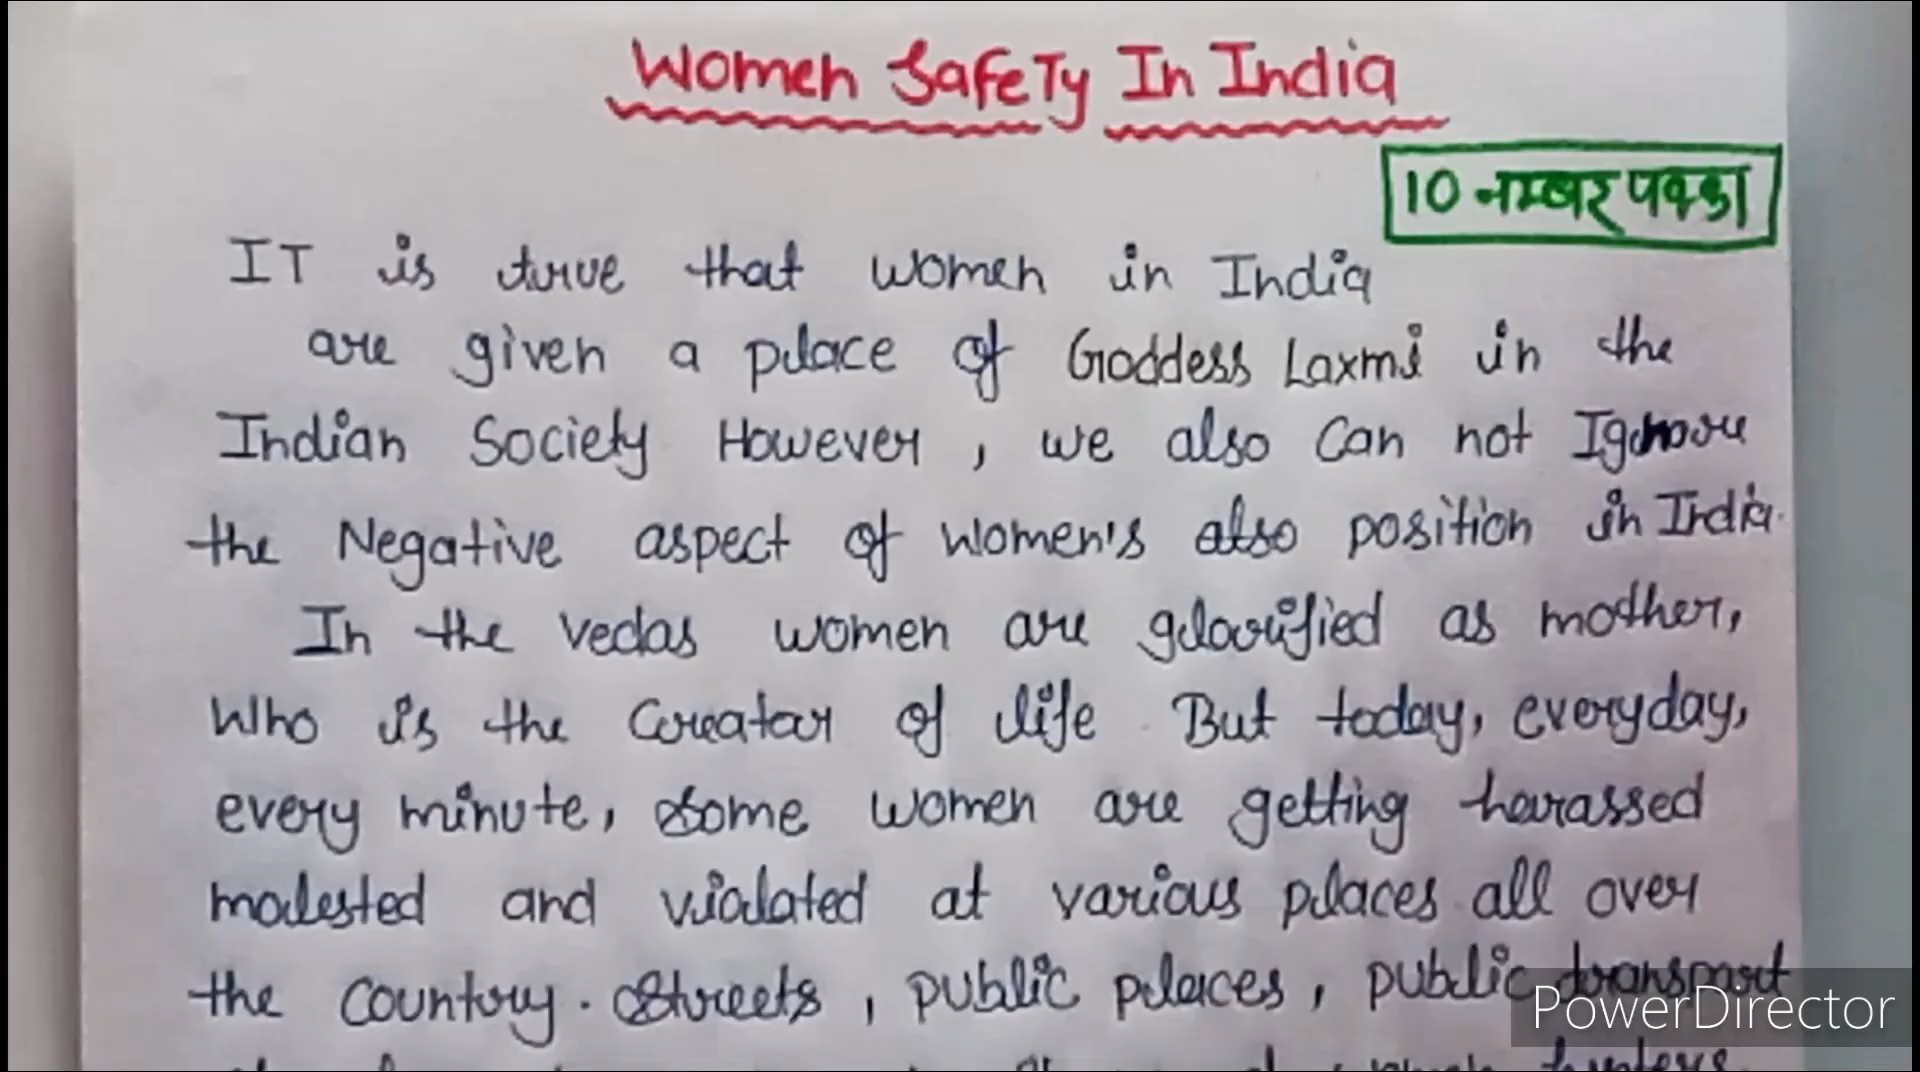 Women Safety In India
10 नम्बर पक्का
IT is true that women in India
are given a place of Goddess Laxmi in the
Indian Society However, we also Can not Ignore
the Negative aspect of women's also position in India.
In the vedas women are glorified as mother,
Who is the Creator of life. But today, everyday,
every minute, some women are getting harassed
molested and violated at various places all over
the Country. Streets, public places, public transport
PowerDirector